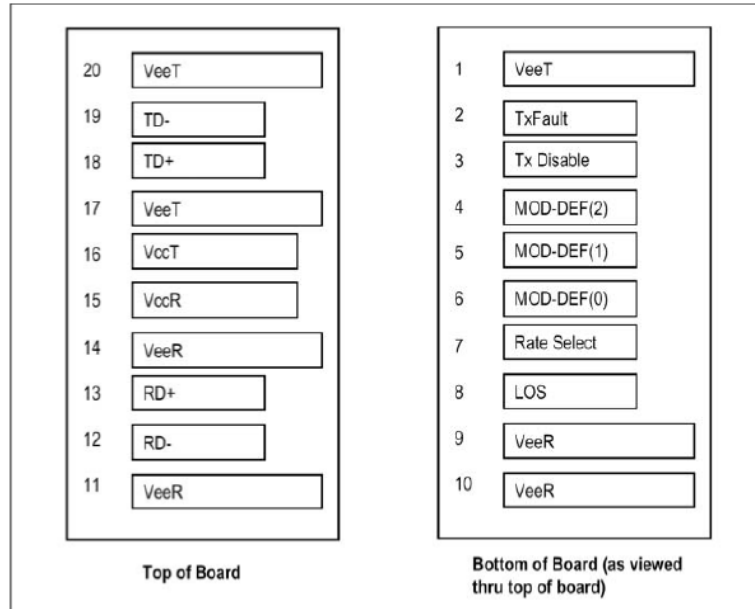 20 VeeT
19 TD-
18 TD+
17 VeeT
16 VccT
15 VccR
14 VeeR
13 RD+
12 RD-
11 VeeR
Top of Board
1 VeeT
2 TxFault
3 Tx Disable
4 MOD-DEF(2)
5 MOD-DEF(1)
6 MOD-DEF(0)
7 Rate Select
8 LOS
9 VeeR
10 VeeR
Bottom of Board (as viewed
thru top of board)